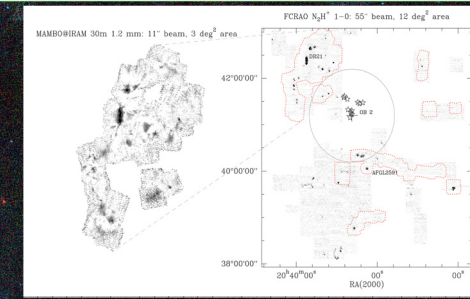 MAMBO@IRAM 30m 1.2 mm: 11" beam, 3 deg² area
FCRAO N₂H⁺ 1-0: 55" beam, 12 deg² area
DR21
42°00'00"
OB 2
40°00'00"
AFGL2591
38°00'00"
20ʰ40ᵐ00ˢ
00ˢ
00ˢ
RA(2000)